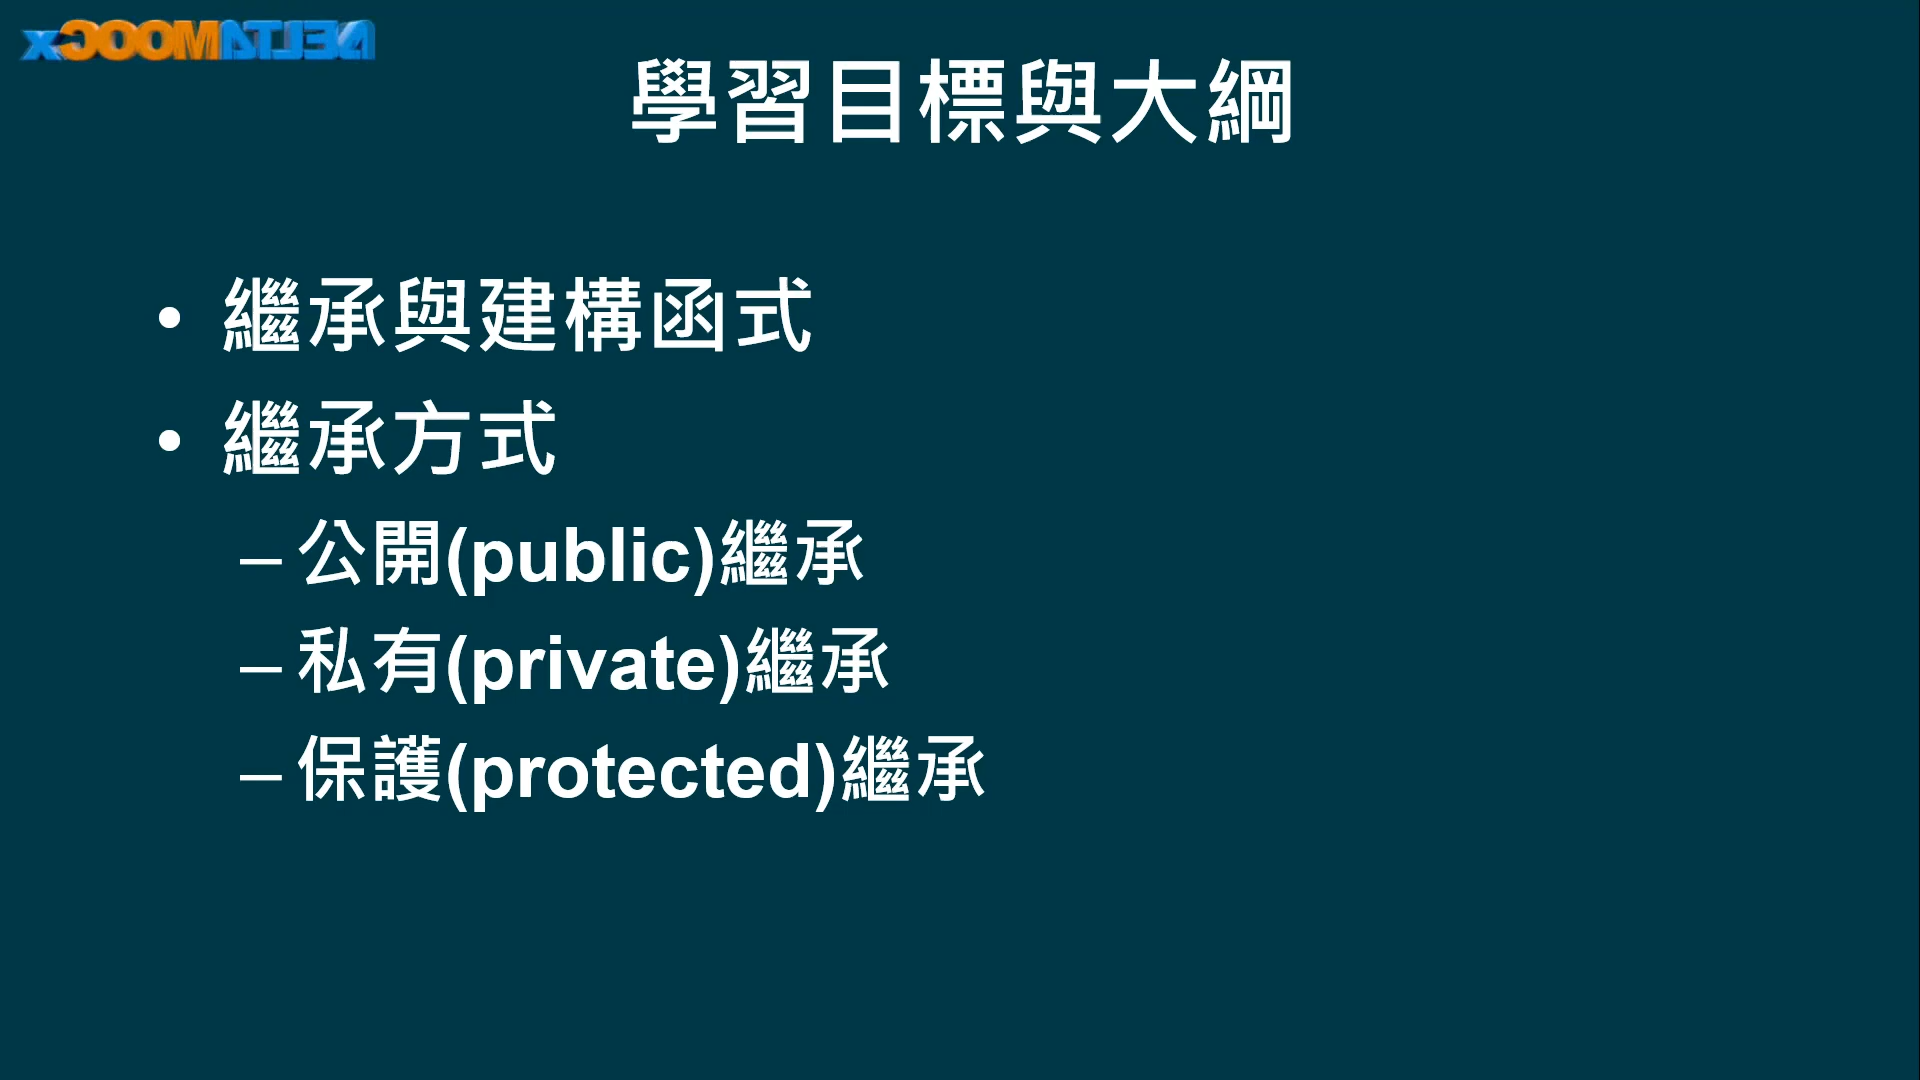 DELTAMOOCx
學習目標與大綱
• 繼承與建構函式
• 繼承方式
– 公開(public)繼承
– 私有(private)繼承
– 保護(protected)繼承